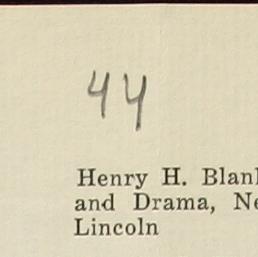 44
Henry H. Blan
and Drama, Ne
Lincoln